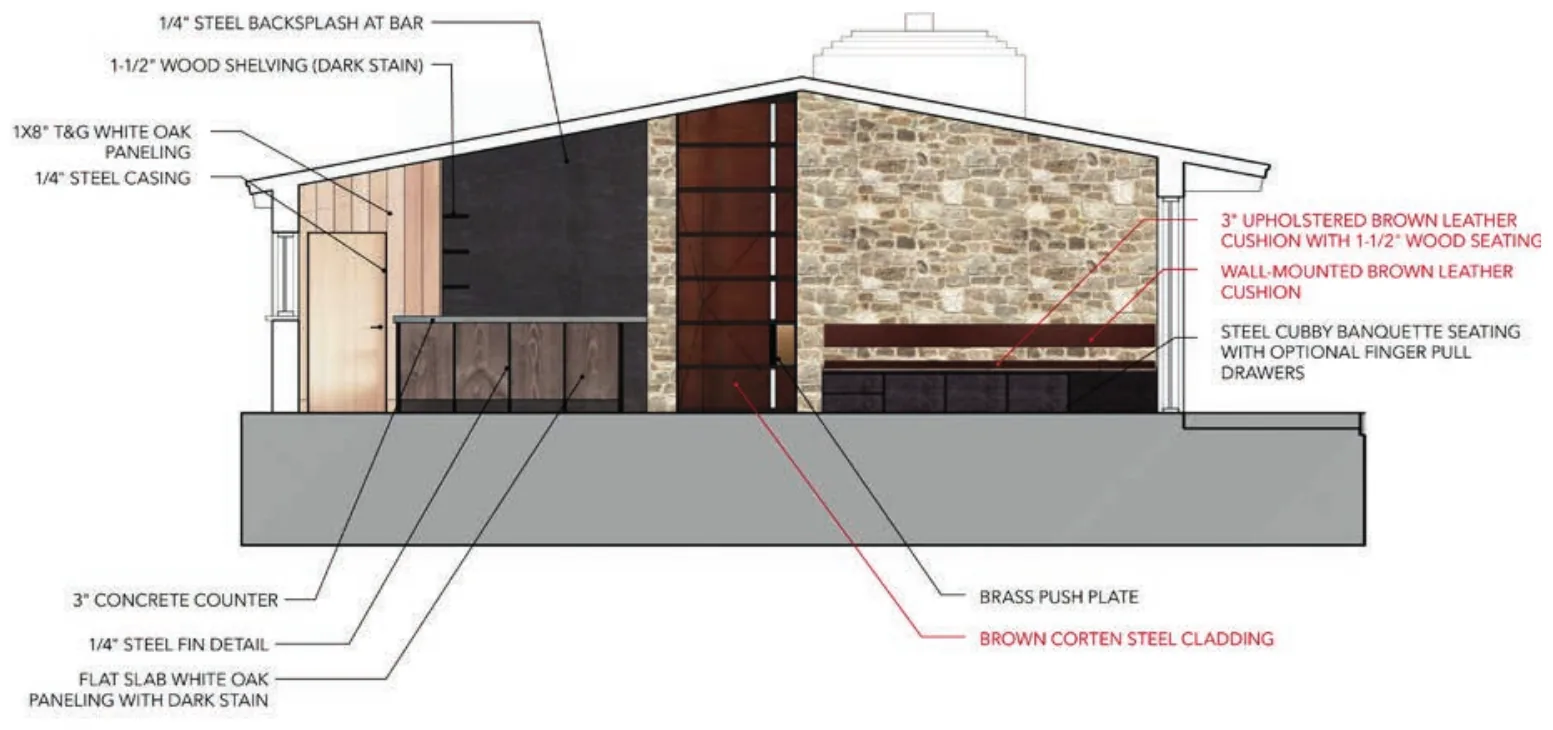 1/4" STEEL BACKSPLASH AT BAR
1-1/2" WOOD SHELVING (DARK STAIN)
1X8" T&G WHITE OAK
PANELING
1/4" STEEL CASING
3" UPHOLSTERED BROWN LEATHER
CUSHION WITH 1-1/2" WOOD SEATING
WALL-MOUNTED BROWN LEATHER
CUSHION
STEEL CUBBY BANQUETTE SEATING
WITH OPTIONAL FINGER PULL
DRAWERS
3" CONCRETE COUNTER
1/4" STEEL FIN DETAIL
FLAT SLAB WHITE OAK
PANELING WITH DARK STAIN
BRASS PUSH PLATE
BROWN CORTEN STEEL CLADDING